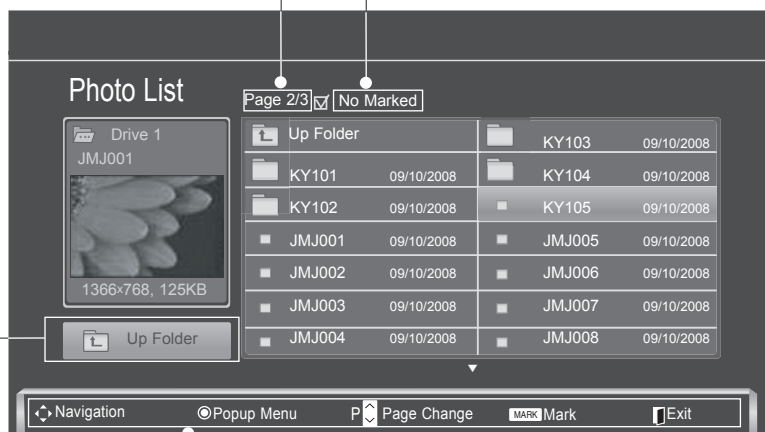 Photo List
Page 2/3 No Marked
Drive 1
JMJ001
1366x768, 125KB
Up Folder
Up Folder
KY101 09/10/2008
KY102 09/10/2008
JMJ001 09/10/2008
JMJ002 09/10/2008
JMJ003 09/10/2008
JMJ004 09/10/2008
KY103 09/10/2008
KY104 09/10/2008
KY105 09/10/2008
JMJ005 09/10/2008
JMJ006 09/10/2008
JMJ007 09/10/2008
JMJ008 09/10/2008
Navigation Popup Menu P Page Change MARK Mark Exit